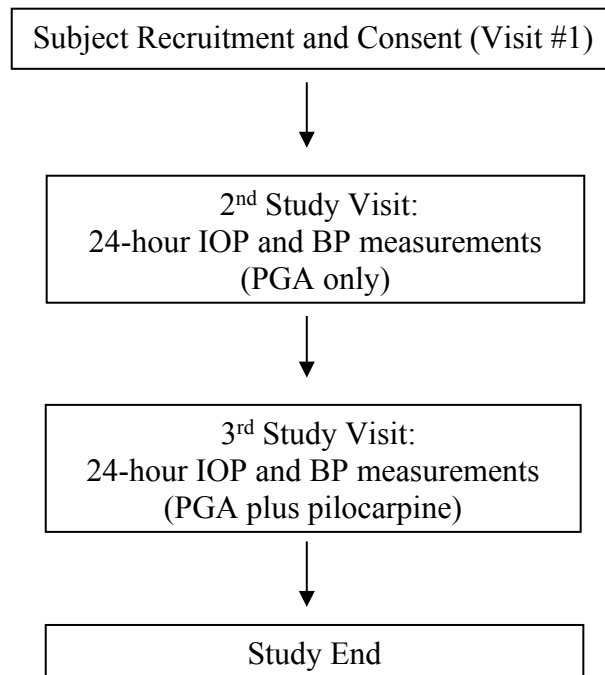 Subject Recruitment and Consent (Visit #1)
2nd Study Visit:
24-hour IOP and BP measurements
(PGA only)
3rd Study Visit:
24-hour IOP and BP measurements
(PGA plus pilocarpine)
Study End